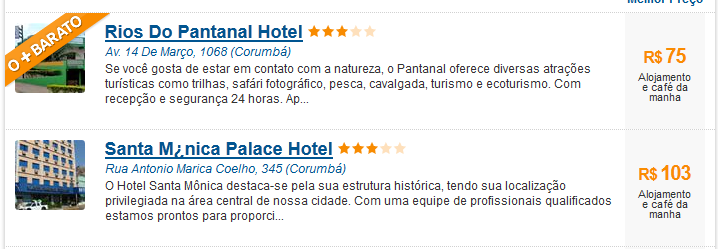 Melhor Preço
O + BARATO
Rios Do Pantanal Hotel
Av. 14 De Março, 1068 (Corumbá)
Se você gosta de estar em contato com a natureza, o Pantanal oferece diversas atrações
turísticas como trilhas, safári fotográfico, pesca, cavalgada, turismo e ecoturismo. Com
recepção e segurança 24 horas. Ap...
R$ 75
Alojamento
e café da
manha
Santa M¿nica Palace Hotel
Rua Antonio Marica Coelho, 345 (Corumbá)
O Hotel Santa Mônica destaca-se pela sua estrutura histórica, tendo sua localização
privilegiada na área central de nossa cidade. Com uma equipe de profissionais qualificados
estamos prontos para proporci...
R$ 103
Alojamento
e café da
manha